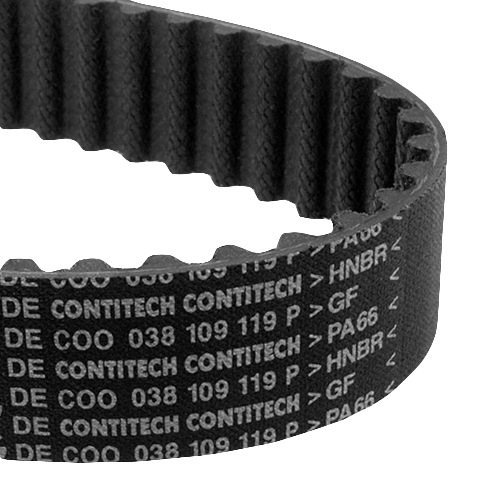 DE COO 038 109 119 P > PA66 <
DE CONTITECH CONTITECH > HNBR <
DE COO 038 109 119 P > GF <
DE CONTITECH CONTITECH > PA66 <
DE COO 038 109 119 P > HNBR <
DE CONTITECH CONTITECH > GF
DE COO 038 109 119 P >